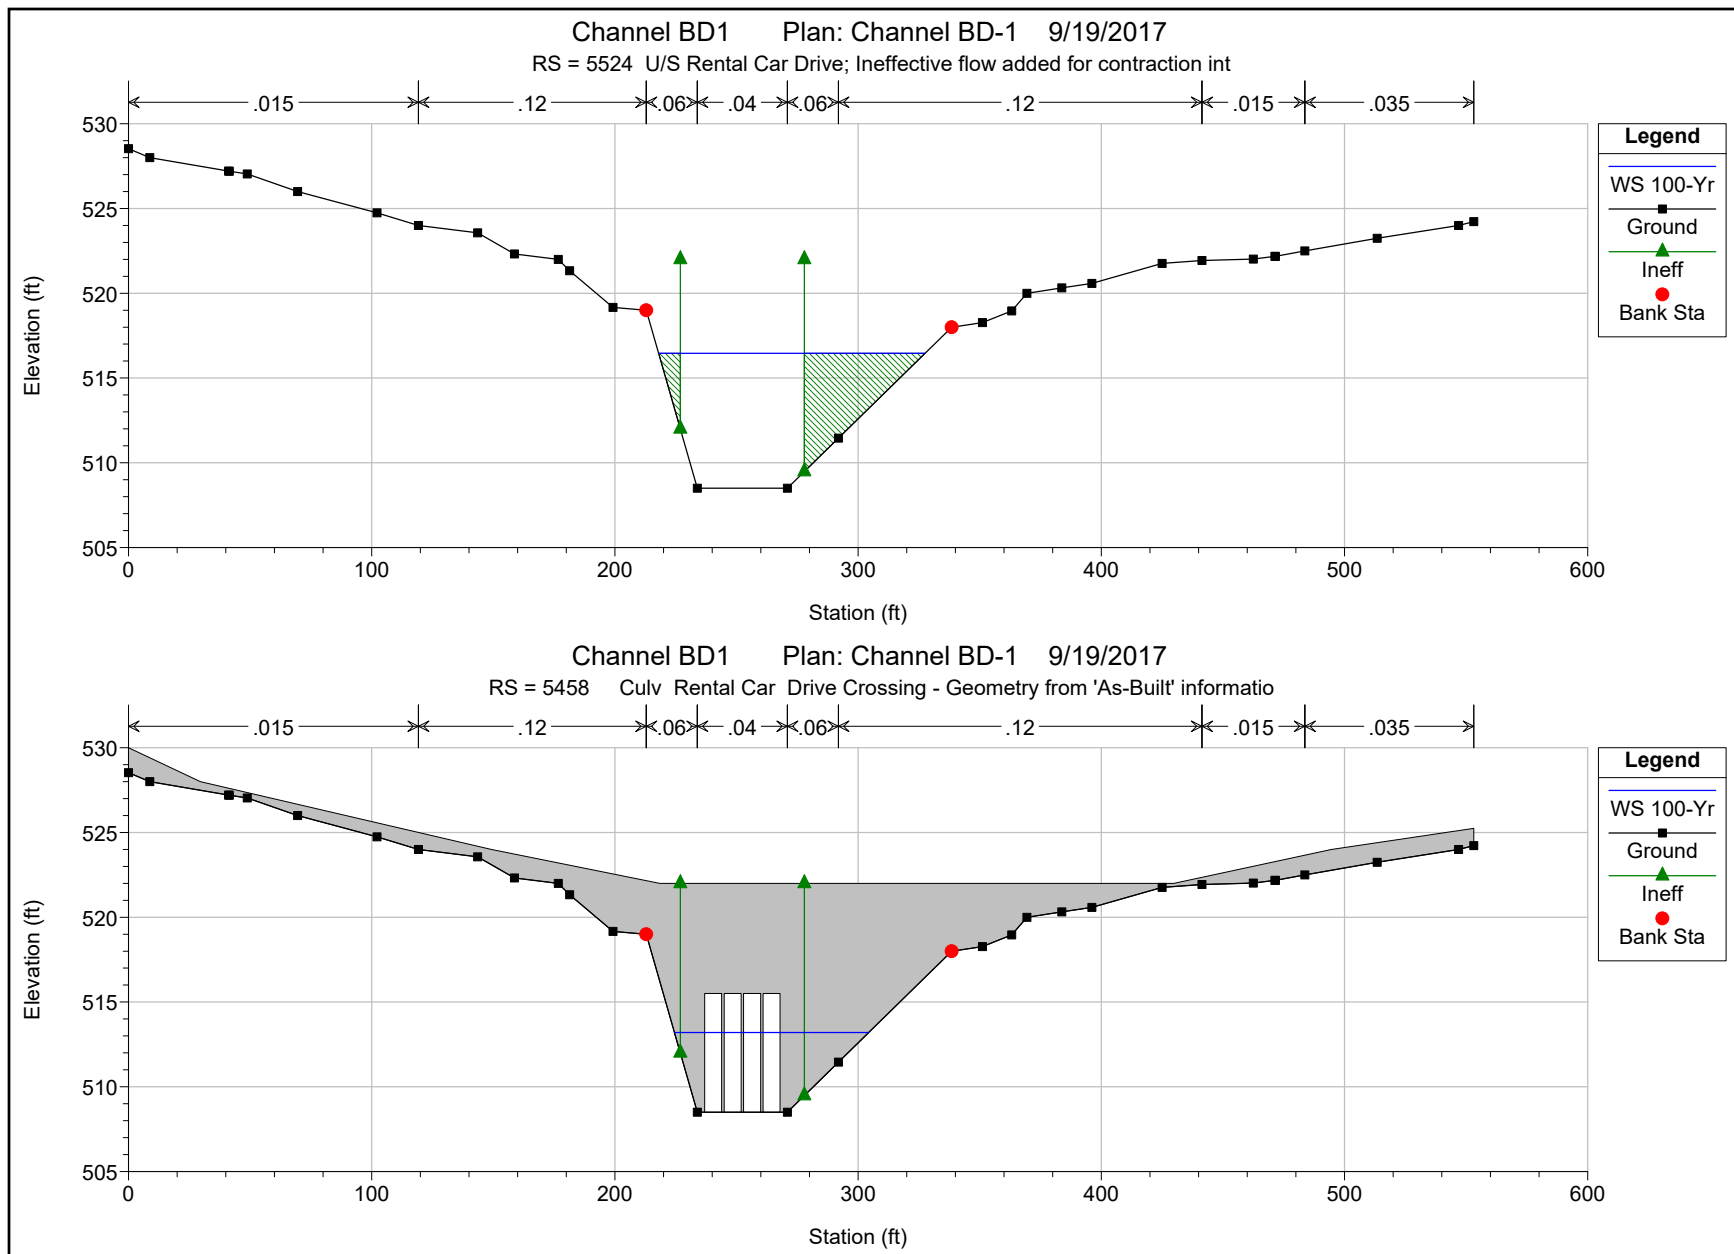 Channel BD1 Plan: Channel BD-1 9/19/2017
RS = 5524 U/S Rental Car Drive; Ineffective flow added for contraction int
.015 .12 .06 .04 .06 .12 .015 .035
530
525
520
515
510
505
0 100 200 300 400 500 600
Elevation (ft)
Station (ft)
Legend
WS 100-Yr
Ground
Ineff
Bank Sta
Channel BD1 Plan: Channel BD-1 9/19/2017
RS = 5458 Culv Rental Car Drive Crossing - Geometry from 'As-Built' informatio
.015 .12 .06 .04 .06 .12 .015 .035
530
525
520
515
510
505
0 100 200 300 400 500 600
Elevation (ft)
Station (ft)
Legend
WS 100-Yr
Ground
Ineff
Bank Sta